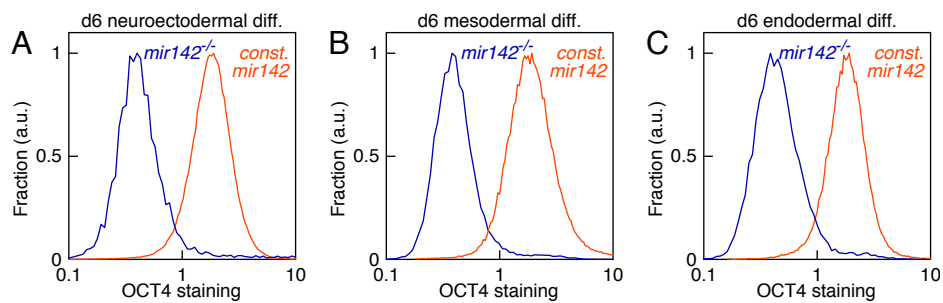 d6 neuroectodermal diff.
A
mir142-/-
const.
mir142
1
0.5
0
Fraction (a.u.)
0.1
1
10
OCT4 staining
d6 mesodermal diff.
B
mir142-/-
const.
mir142
1
0.5
0
Fraction (a.u.)
0.1
1
10
OCT4 staining
d6 endodermal diff.
C
mir142-/-
const.
mir142
1
0.5
0
Fraction (a.u.)
0.1
1
10
OCT4 staining